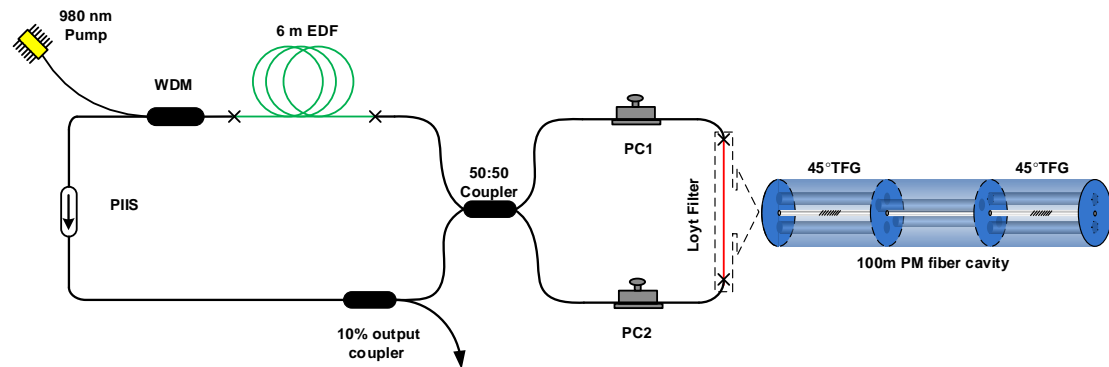 980 nm
Pump
6 m EDF
WDM
PC1
50:50
Coupler
PIIS
Loyt Filter
45°TFG
45°TFG
100m PM fiber cavity
PC2
10% output
coupler